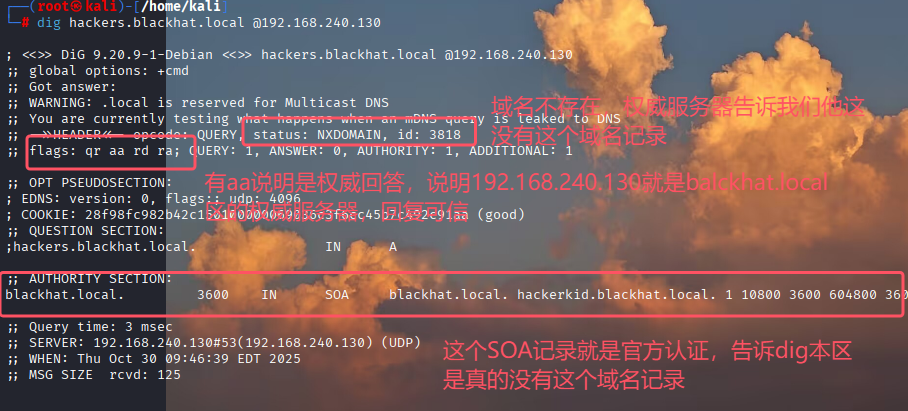 ┌──(root㉿kali)-[/home/kali]
└─# dig hackers.blackhat.local @192.168.240.130
; <<>> DiG 9.20.9-1-Debian <<>> hackers.blackhat.local @192.168.240.130
;; global options: +cmd
;; Got answer:
;; WARNING: .local is reserved for Multicast DNS
;; You are currently testing what happens when an mDNS query is leaked to DNS
域名不存在，权威服务器告诉我们他这
没有这个域名记录
;; ->>HEADER<<- opcode: QUERY, status: NXDOMAIN, id: 3818
;; flags: qr aa rd ra; QUERY: 1, ANSWER: 0, AUTHORITY: 1, ADDITIONAL: 1
;; OPT PSEUDOSECTION:
有aa说明是权威回答，说明192.168.240.130就是balckhat.local
区的权威服务器，回复可信
; EDNS: version: 0, flags:; udp: 4096
; COOKIE: (good)
;; QUESTION SECTION:
;hackers.blackhat.local. IN A
;; AUTHORITY SECTION:
blackhat.local. 3600 IN SOA blackhat.local. hackerkid.blackhat.local. 1 10800 3600 604800 360
;; Query time: 3 msec
;; SERVER: 192.168.240.130#53(192.168.240.130) (UDP)
;; WHEN: Thu Oct 30 09:46:39 EDT 2025
;; MSG SIZE rcvd: 125
这个SOA记录就是官方认证，告诉dig本区
是真的没有这个域名记录